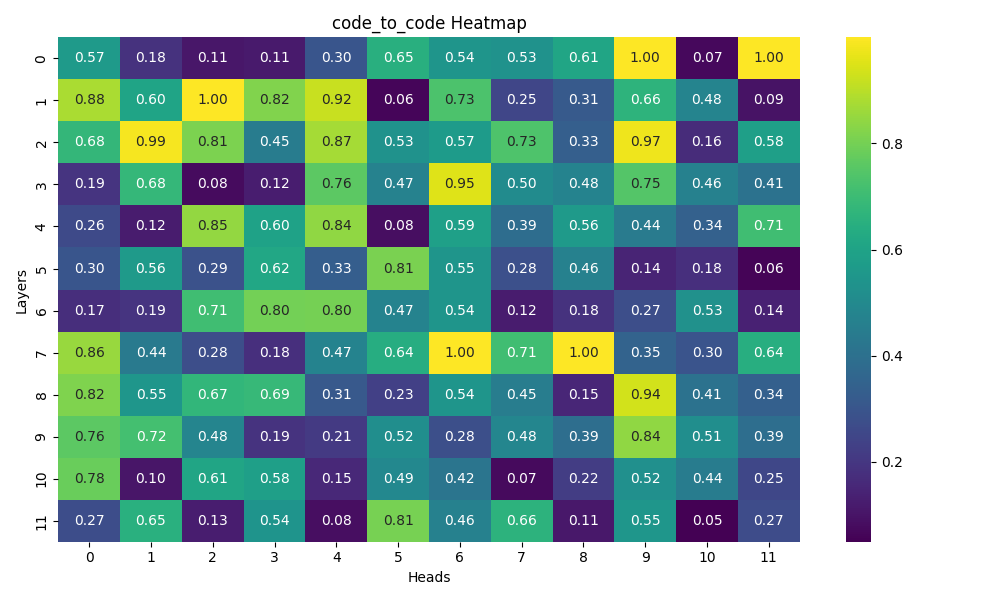 code_to_code Heatmap
0 0.57 0.18 0.11 0.11 0.30 0.65 0.54 0.53 0.61 1.00 0.07 1.00
1 0.88 0.60 1.00 0.82 0.92 0.06 0.73 0.25 0.31 0.66 0.48 0.09
2 0.68 0.99 0.81 0.45 0.87 0.53 0.57 0.73 0.33 0.97 0.16 0.58
3 0.19 0.68 0.08 0.12 0.76 0.47 0.95 0.50 0.48 0.75 0.46 0.41
4 0.26 0.12 0.85 0.60 0.84 0.08 0.59 0.39 0.56 0.44 0.34 0.71
5 0.30 0.56 0.29 0.62 0.33 0.81 0.55 0.28 0.46 0.14 0.18 0.06
6 0.17 0.19 0.71 0.80 0.80 0.47 0.54 0.12 0.18 0.27 0.53 0.14
7 0.86 0.44 0.28 0.18 0.47 0.64 1.00 0.71 1.00 0.35 0.30 0.64
8 0.82 0.55 0.67 0.69 0.31 0.23 0.54 0.45 0.15 0.94 0.41 0.34
9 0.76 0.72 0.48 0.19 0.21 0.52 0.28 0.48 0.39 0.84 0.51 0.39
10 0.78 0.10 0.61 0.58 0.15 0.49 0.42 0.07 0.22 0.52 0.44 0.25
11 0.27 0.65 0.13 0.54 0.08 0.81 0.46 0.66 0.11 0.55 0.05 0.27
0 1 2 3 4 5 6 7 8 9 10 11
Heads
Layers
0.8
0.6
0.4
0.2